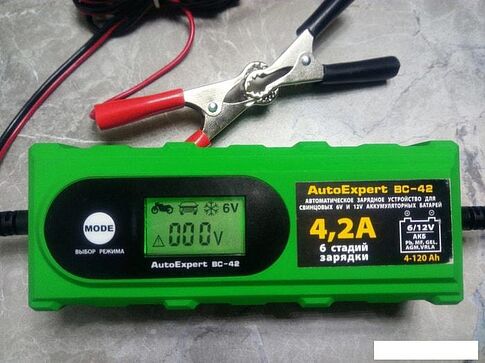 AutoExpert BC-42
АВТОМАТИЧЕСКОЕ ЗАРЯДНОЕ УСТРОЙСТВО ДЛЯ
СВИНЦОВЫХ 6V И 12V АККУМУЛЯТОРНЫХ БАТАРЕЙ
4,2А
6 стадий
зарядки
6/12V
АКБ
Pb, MF, GEL,
AGM, VRLA
4-120 Ah
6V
000V
MODE
ВЫБОР РЕЖИМА
AutoExpert BC-42